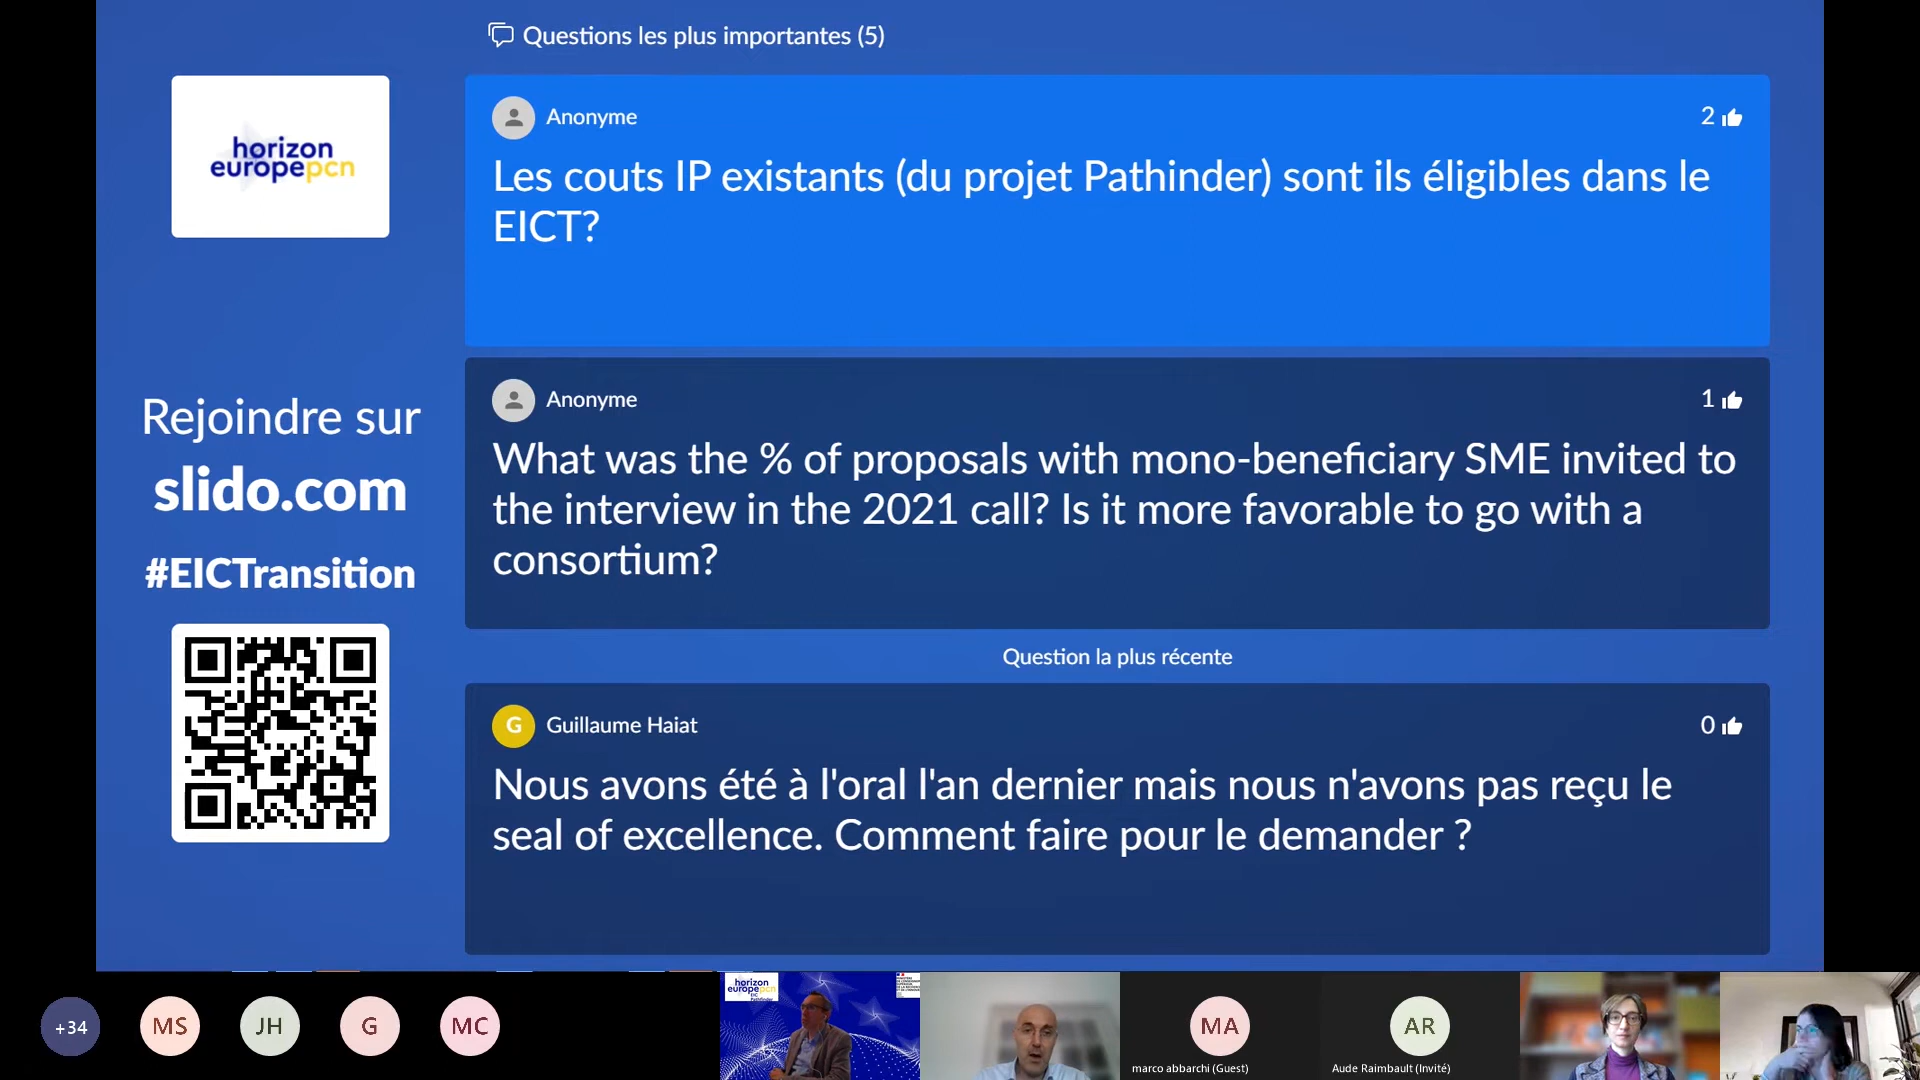 Questions les plus importantes (5)
horizon
europepcn
Rejoindre sur
slido.com
#EICTransition
Anonyme
2
Les couts IP existants (du projet Pathinder) sont ils éligibles dans le
EICT?
Anonyme
1
What was the % of proposals with mono-beneficiary SME invited to
the interview in the 2021 call? Is it more favorable to go with a
consortium?
Question la plus récente
G
Guillaume Haiat
0
Nous avons été à l'oral l'an dernier mais nous n'avons pas reçu le
seal of excellence. Comment faire pour le demander ?
+34
MS
JH
G
MC
horizon
europepcn
EIC
Pathfinder
MA
marco abbarchi (Guest)
AR
Aude Raimbault (Invité)